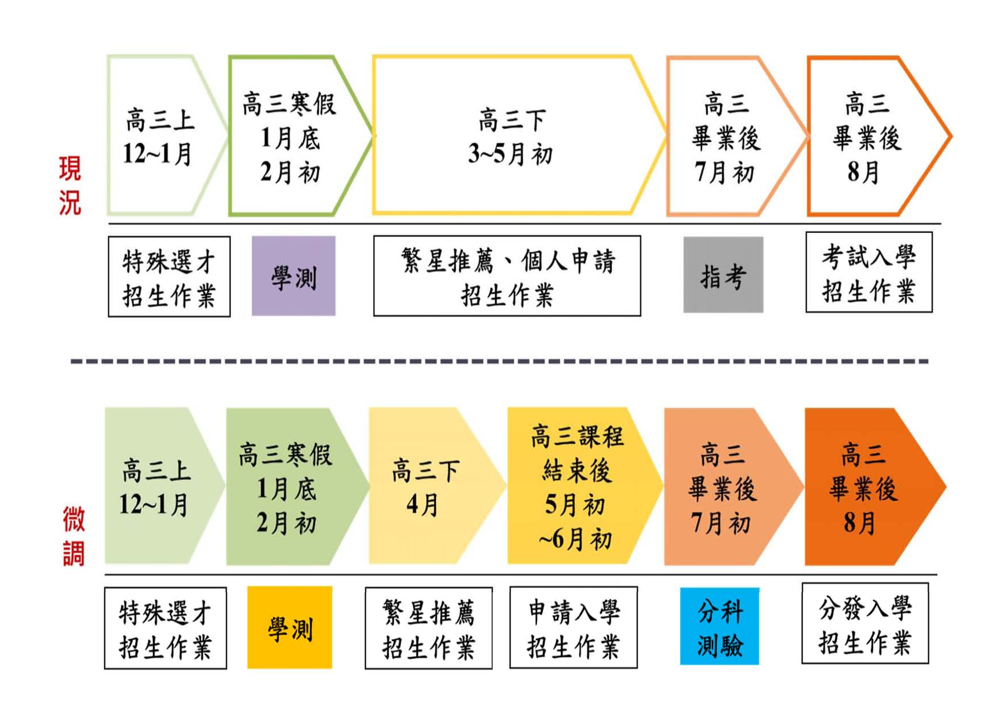 現況
高三上
12~1月
高三寒假
1月底
2月初
高三下
3~5月初
高三
畢業後
7月初
高三
畢業後
8月
特殊選才
招生作業
學測
繁星推薦、個人申請
招生作業
指考
考試入學
招生作業
微調
高三上
12~1月
高三寒假
1月底
2月初
高三下
4月
高三課程
結束後
5月初
~6月初
高三
畢業後
7月初
高三
畢業後
8月
特殊選才
招生作業
學測
繁星推薦
招生作業
申請入學
招生作業
分科
測驗
分發入學
招生作業